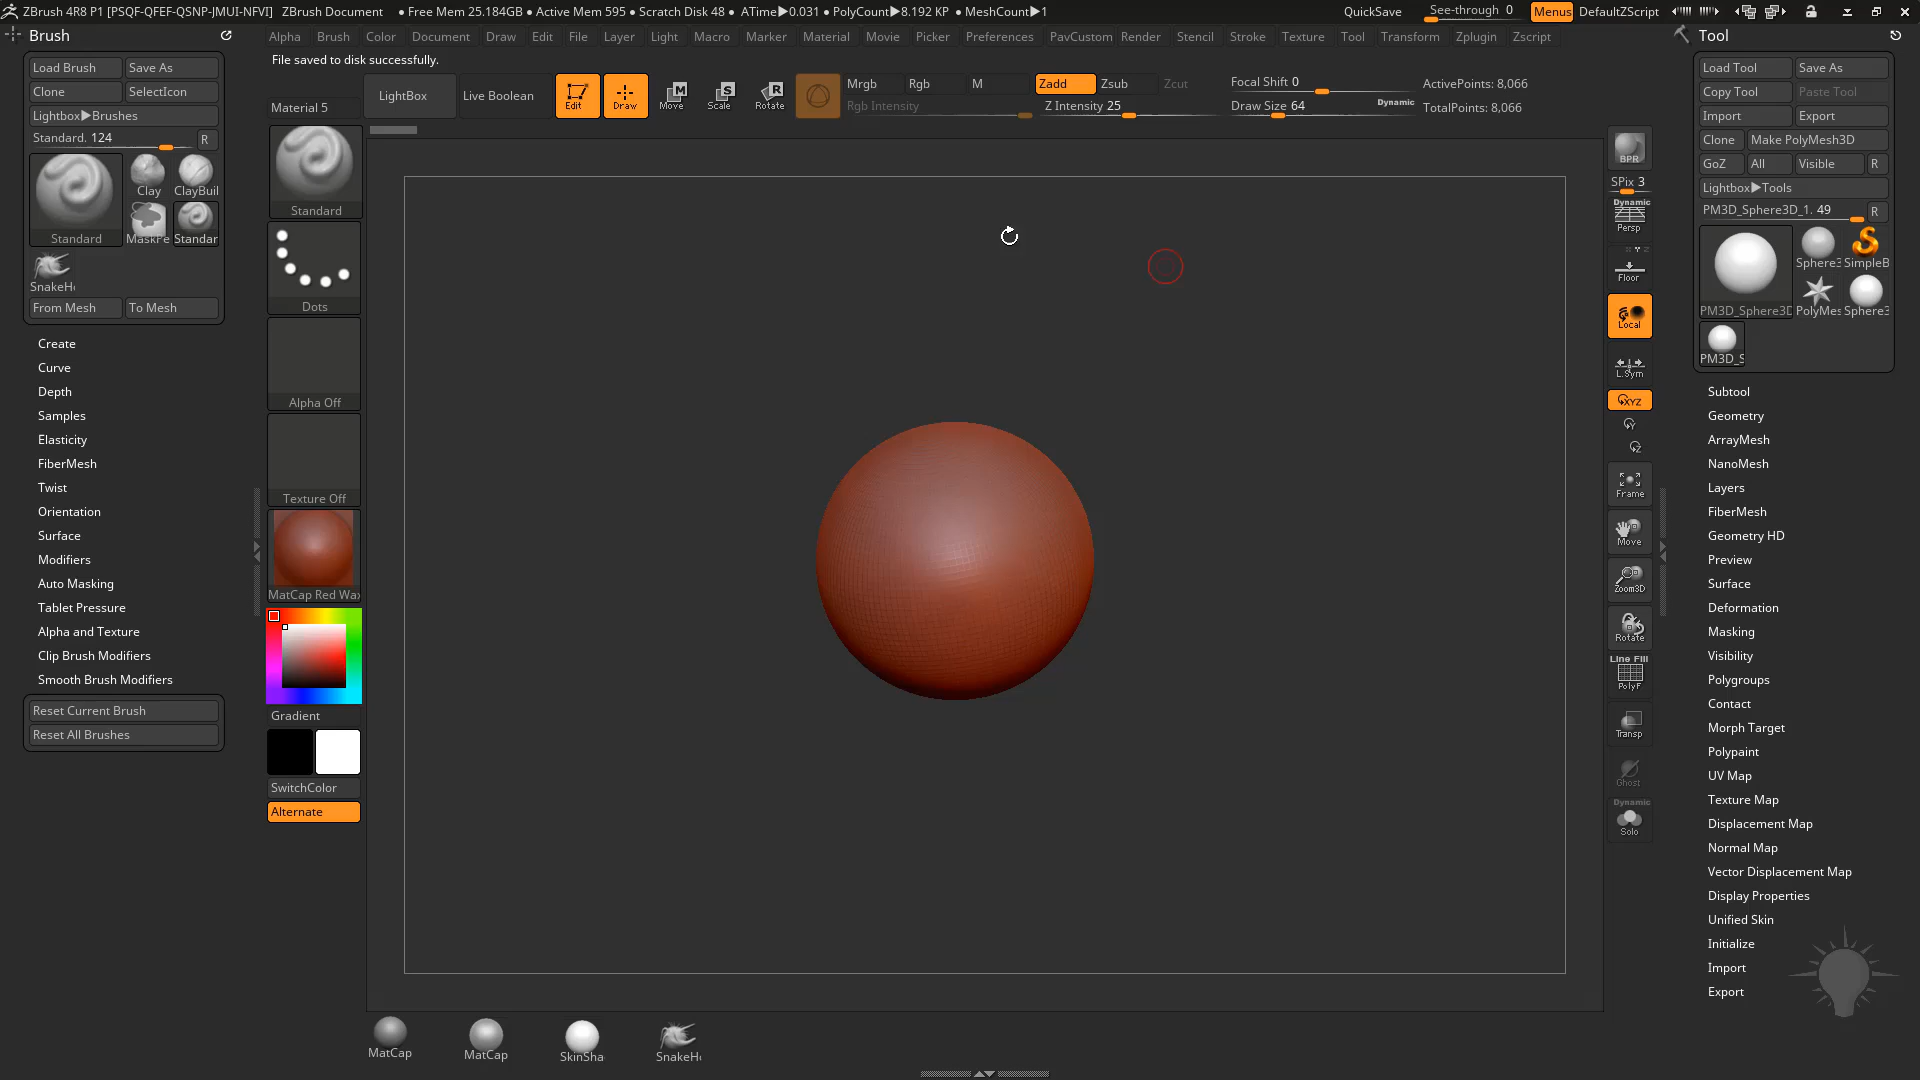 ZBrush 4R8 P1 [PSQF-QFEF-QSNP-JMUI-NFVI] ZBrush Document • Free Mem 25.184GB • Active Mem 595 • Scratch Disk 48 • ATime▶0.031 • PolyCount▶8.192 KP • MeshCount▶1 QuickSave See-through 0 Menus DefaultZScript
Brush
Alpha Brush Color Document Draw Edit File Layer Light Macro Marker Material Movie Picker Preferences PavCustom Render Stencil Stroke Texture Tool Transform Zplugin Zscript
Tool
File saved to disk successfully.
Load Brush Save As
Clone SelectIcon
Lightbox▶Brushes
Standard. 124 R
Standard
Clay
ClayBuil
MaskPe
Standar
SnakeH
From Mesh To Mesh
Create
Curve
Depth
Samples
Elasticity
FiberMesh
Twist
Orientation
Surface
Modifiers
Auto Masking
Tablet Pressure
Alpha and Texture
Clip Brush Modifiers
Smooth Brush Modifiers
Reset Current Brush
Reset All Brushes
Material 5
LightBox
Live Boolean
Edit
Draw
Move
Scale
Rotate
Mrgb Rgb M
Rgb Intensity
Zadd Zsub Zcut
Z Intensity 25
Focal Shift 0
Draw Size 64
Dynamic
ActivePoints: 8,066
TotalPoints: 8,066
Standard
Dots
Alpha Off
Texture Off
MatCap Red Wax
Gradient
SwitchColor
Alternate
BPR
SPix 3
Dynamic
Persp
Floor
Local
L.Sym
XYZ
Y
Z
Frame
Move
Zoom3D
Rotate
Line Fill
PolyF
Transp
Ghost
Dynamic
Solo
Load Tool Save As
Copy Tool Paste Tool
Import Export
Clone Make PolyMesh3D
GoZ All Visible R
Lightbox▶Tools
PM3D_Sphere3D_1. 49 R
PM3D_Sphere3D
Sphere3
SimpleB
PolyMes
Sphere3
PM3D_S
Subtool
Geometry
ArrayMesh
NanoMesh
Layers
FiberMesh
Geometry HD
Preview
Surface
Deformation
Masking
Visibility
Polygroups
Contact
Morph Target
Polypaint
UV Map
Texture Map
Displacement Map
Normal Map
Vector Displacement Map
Display Properties
Unified Skin
Initialize
Import
Export
MatCap
MatCap
SkinSha
SnakeH